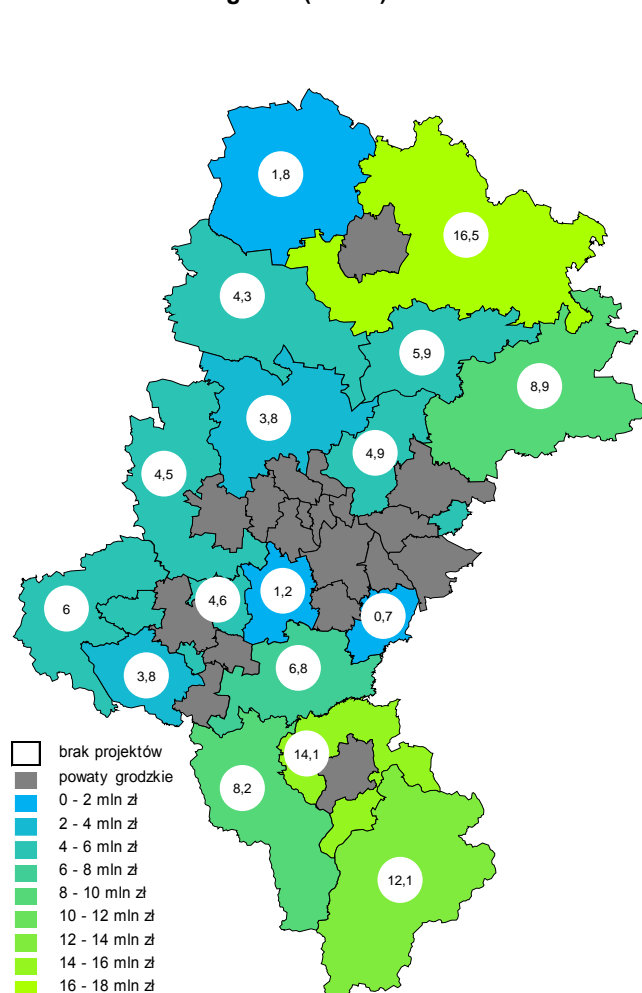 1,8
16,5
4,3
5,9
8,9
3,8
4,9
4,5
1,2
4,6
6
0,7
6,8
3,8
14,1
8,2
12,1
brak projektów
powaty grodzkie
0 - 2 mln zł
2 - 4 mln zł
4 - 6 mln zł
6 - 8 mln zł
8 - 10 mln zł
10 - 12 mln zł
12 - 14 mln zł
14 - 16 mln zł
16 - 18 mln zł